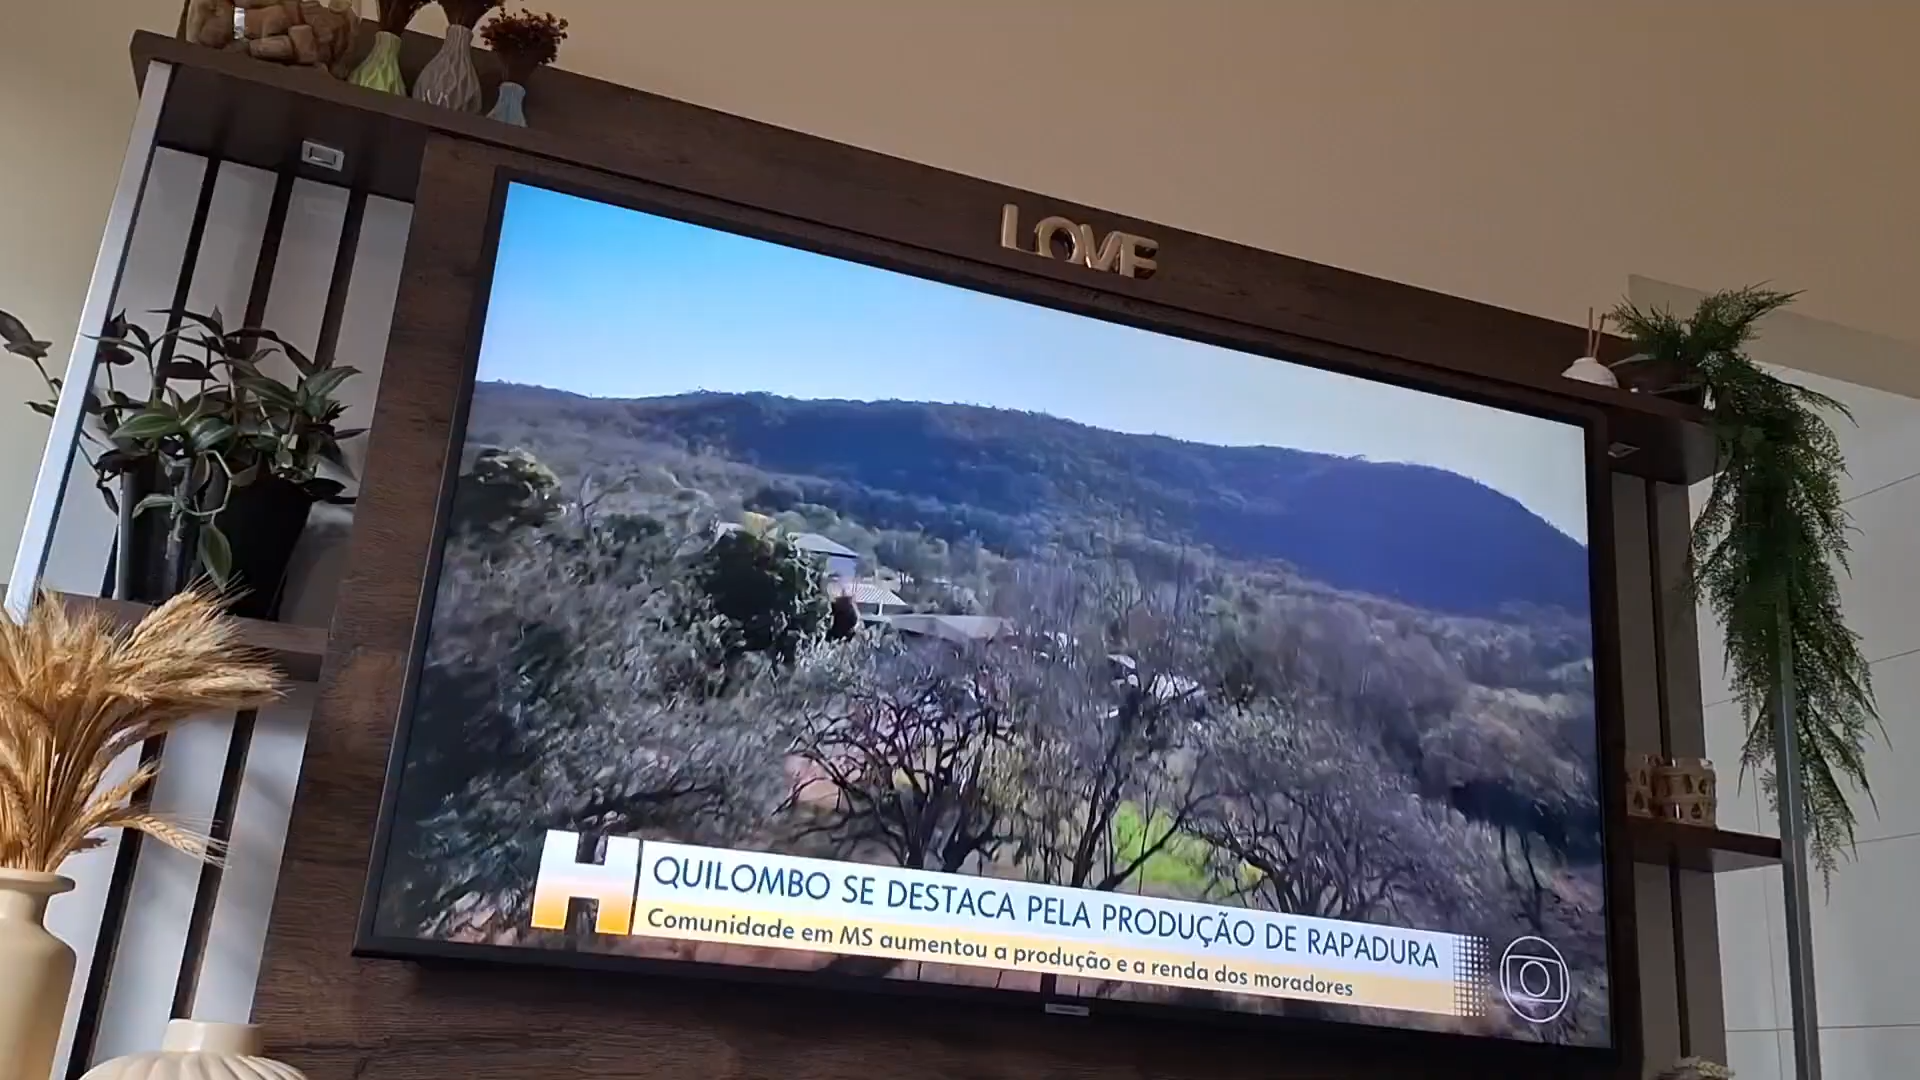 LOVE
H
QUILOMBO SE DESTACA PELA PRODUÇÃO DE RAPADURA
Comunidade em MS aumentou a produção e a renda dos moradores